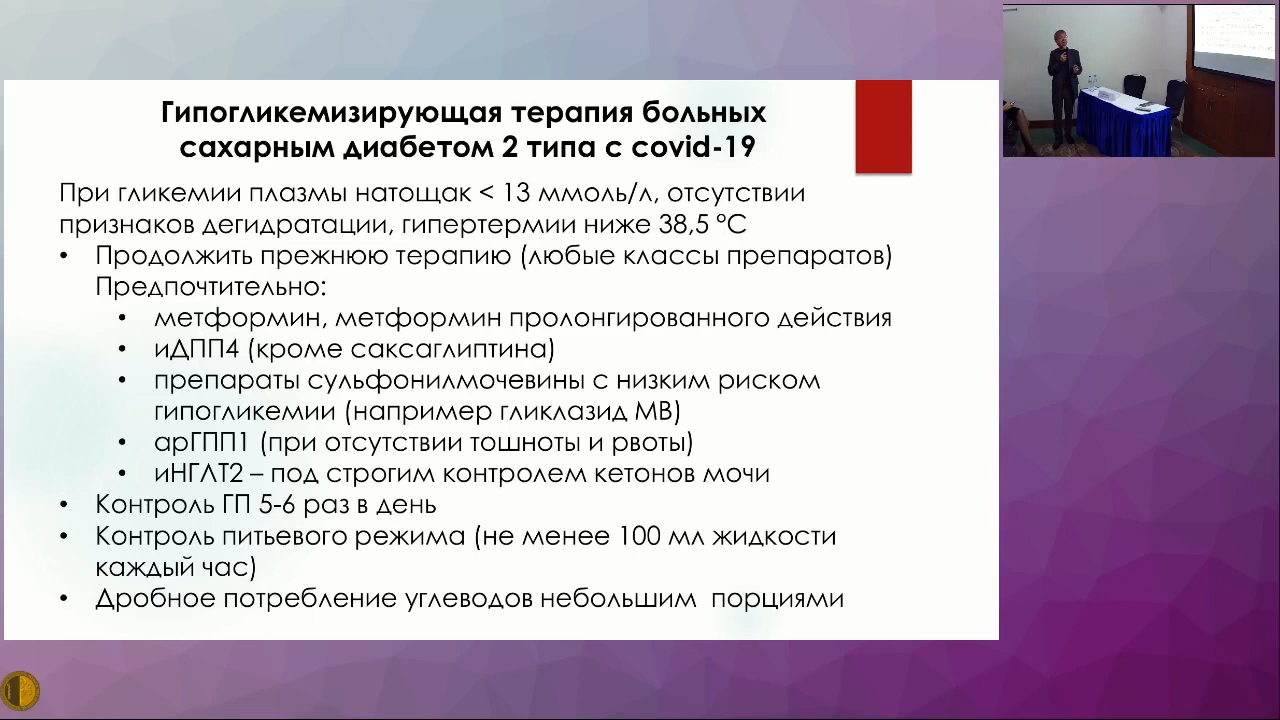 Гипогликемизирующая терапия больных
сахарным диабетом 2 типа с covid-19
При гликемии плазмы натощак < 13 ммоль/л, отсутствии
признаков дегидратации, гипертермии ниже 38,5 °С
• Продолжить прежнюю терапию (любые классы препаратов)
Предпочтительно:
• метформин, метформин пролонгированного действия
• иДПП4 (кроме саксаглиптина)
• препараты сульфонилмочевины с низким риском
гипогликемии (например гликлазид МВ)
• арГПП1 (при отсутствии тошноты и рвоты)
• иНГЛТ2 – под строгим контролем кетонов мочи
• Контроль ГП 5-6 раз в день
• Контроль питьевого режима (не менее 100 мл жидкости
каждый час)
• Дробное потребление углеводов небольшим порциями